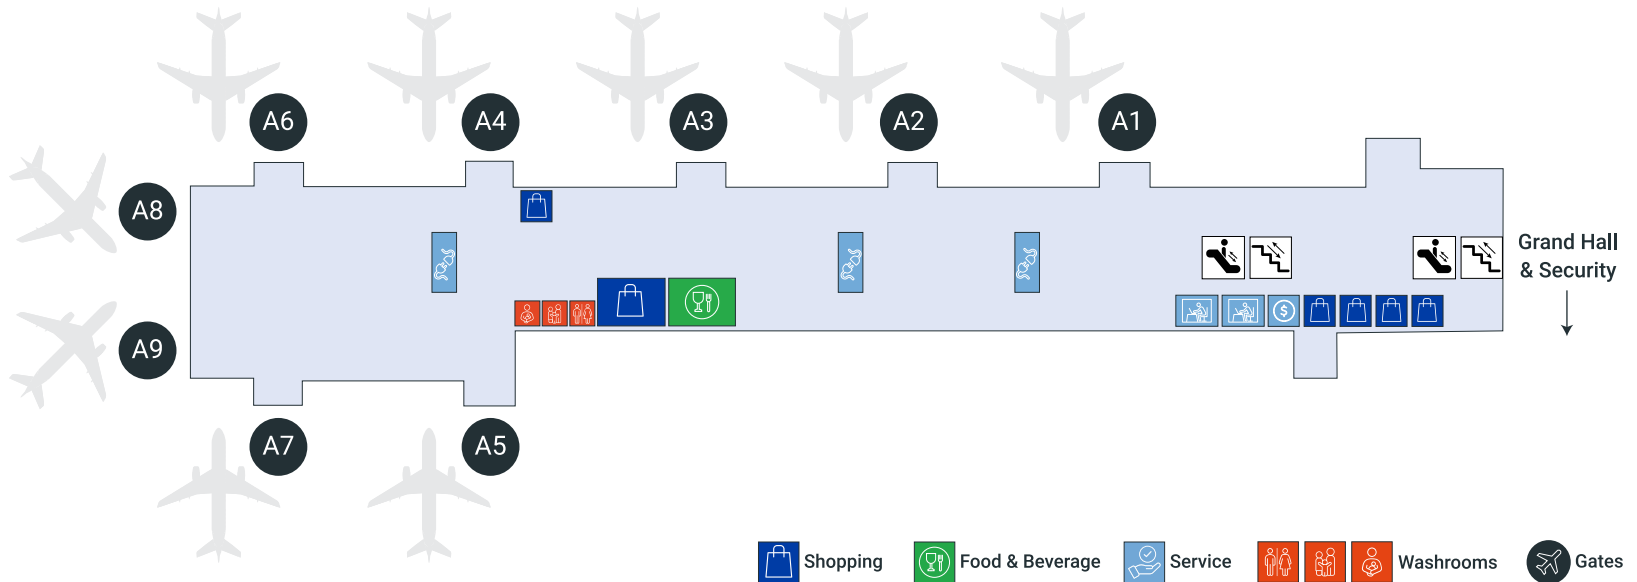 A6
A4
A3
A2
A1
A8
Grand Hall
& Security
$
A9
A7
A5
Shopping
Food & Beverage
Service
Washrooms
Gates